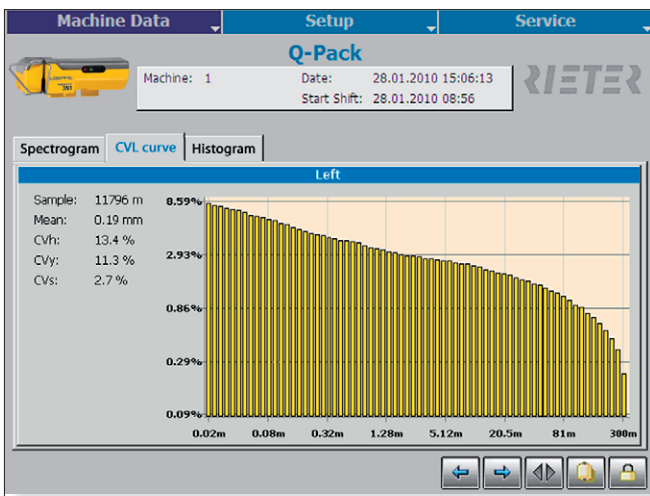 Machine Data Setup Service
Q-Pack
LOEPFE
Machine: 1 Date: 28.01.2010 15:06:13
RIETER
Start Shift: 28.01.2010 08:56
Spectrogram CVL curve Histogram
Left
Sample: 11796 m
Mean: 0.19 mm
CVh: 13.4 %
CVy: 11.3 %
CVs: 2.7 %
8.59%
2.93%
0.86%
0.29%
0.09%
0.02m 0.08m 0.32m 1.28m 5.12m 20.5m 81m 300m